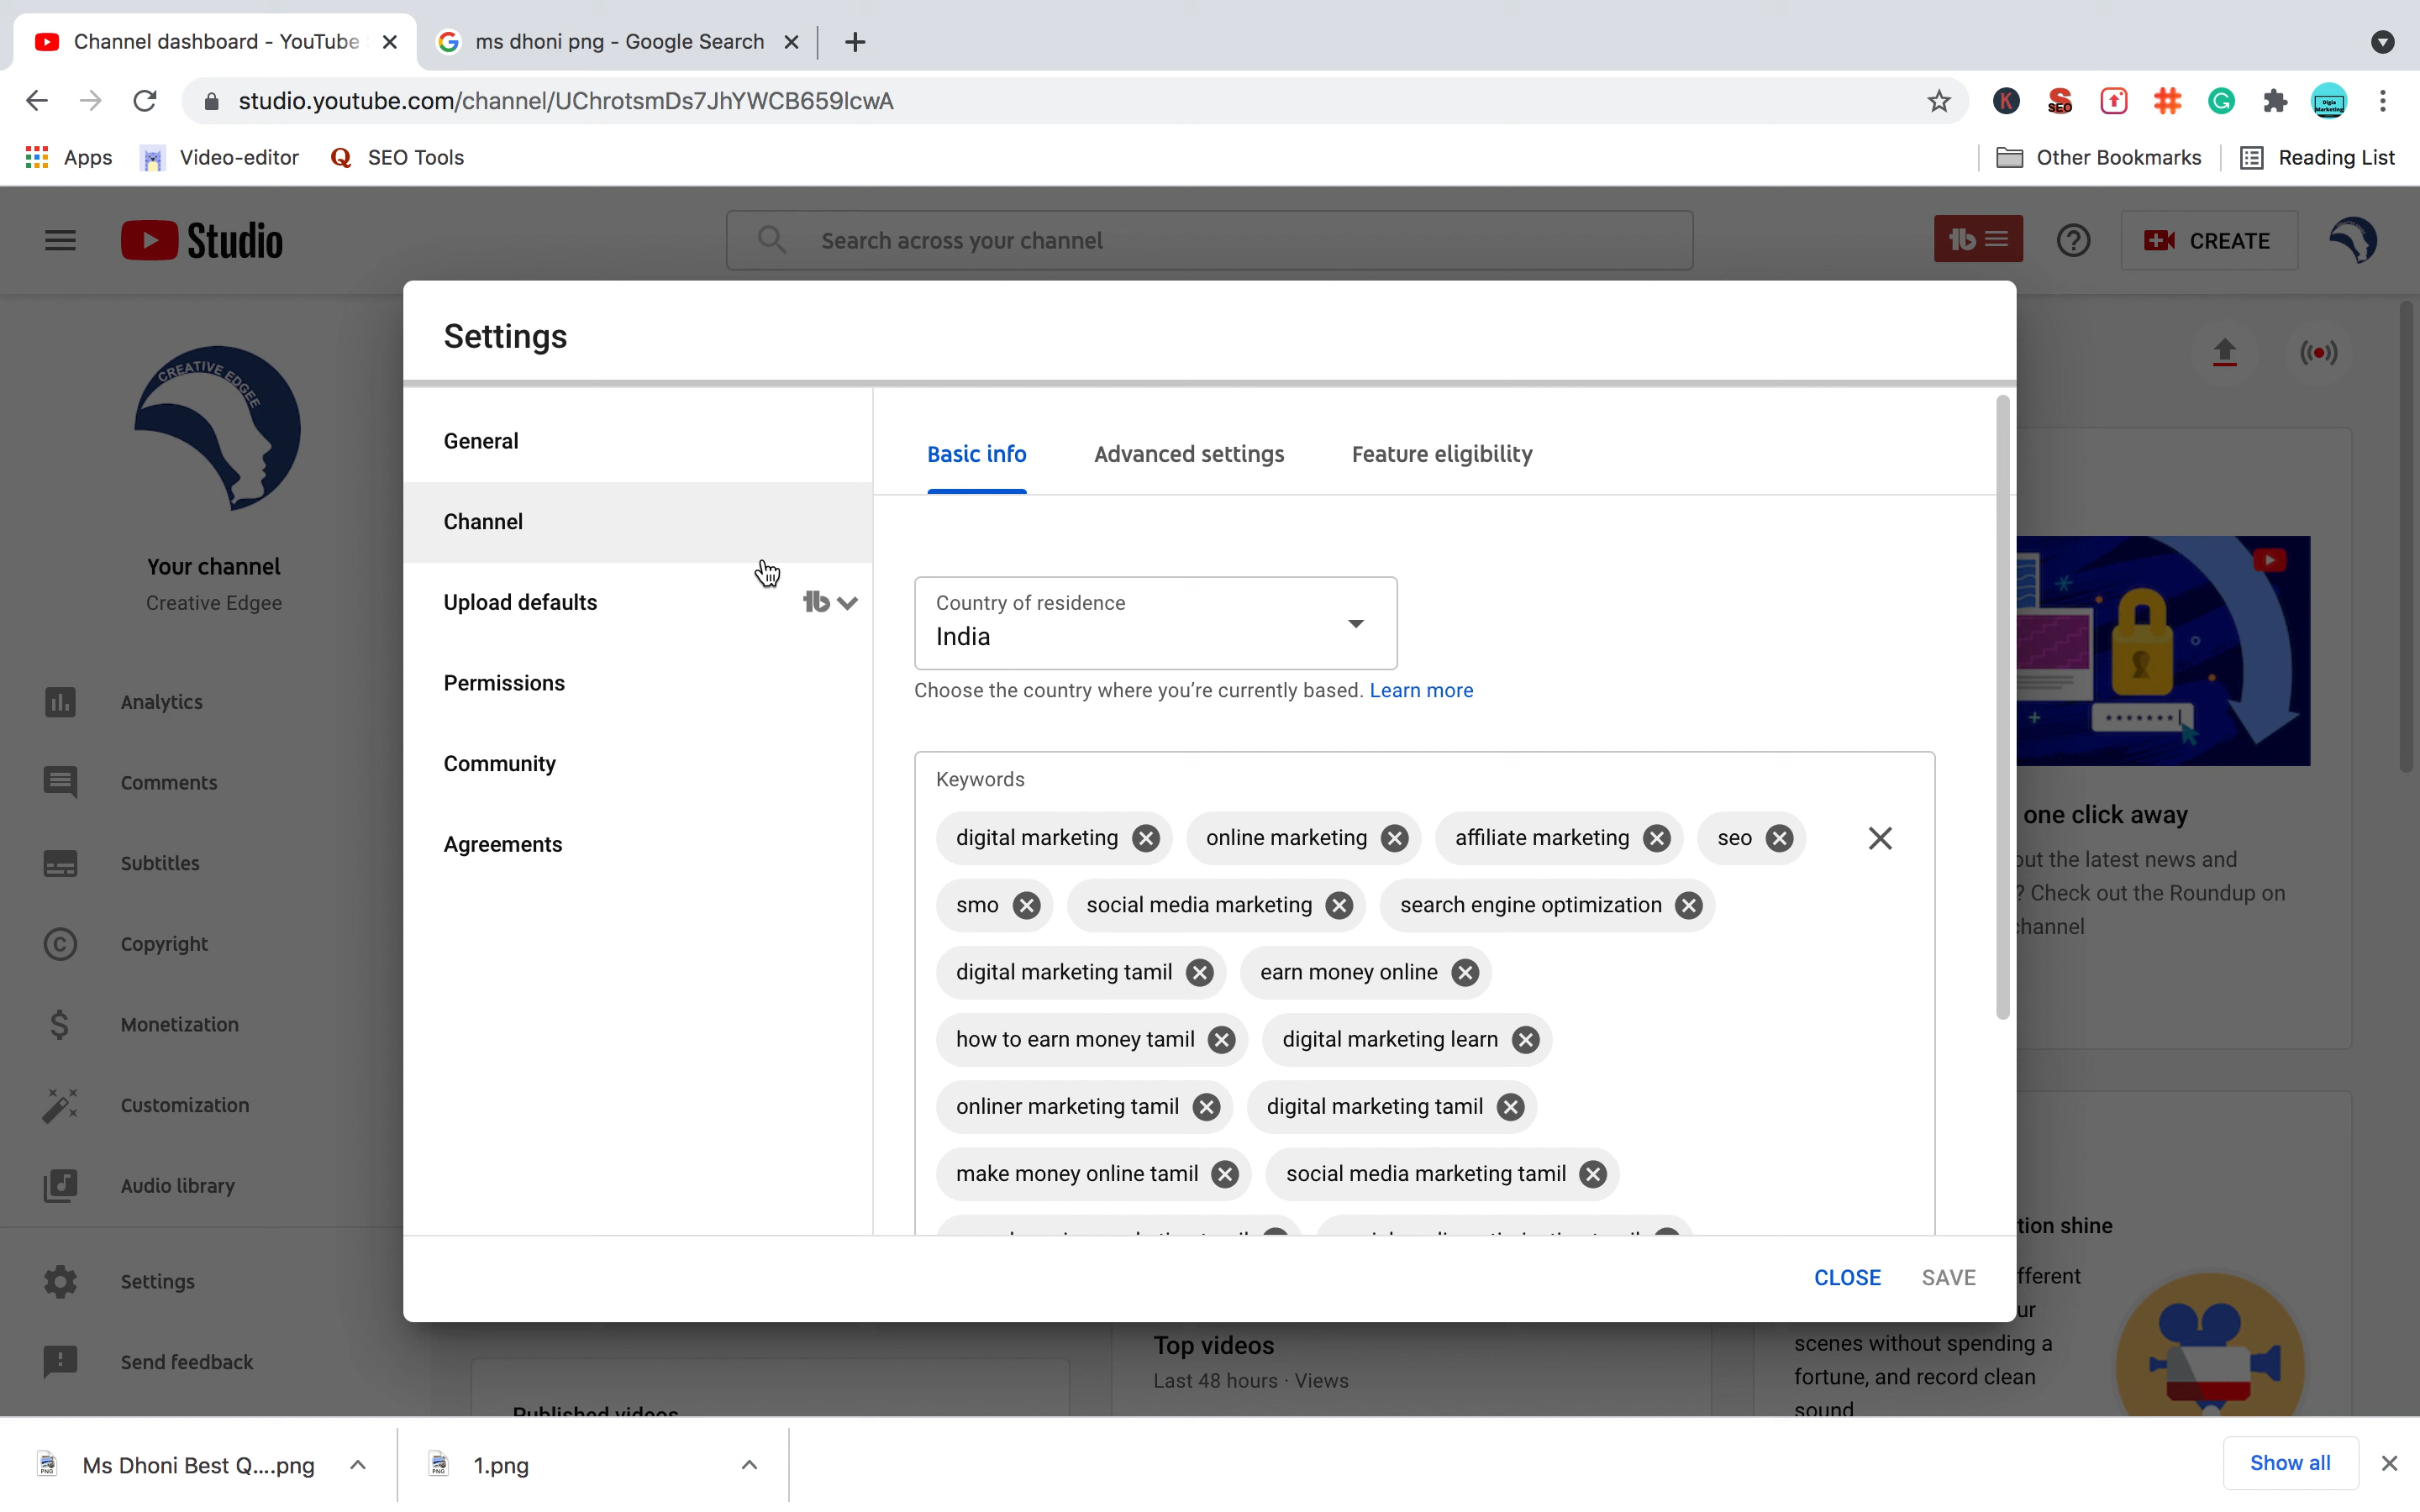 Channel dashboard - YouTube
ms dhoni png - Google Search
studio.youtube.com/channel/UChrotsmDs7JhYWCB659lcwA
Apps
Video-editor
SEO Tools
Other Bookmarks
Reading List
Studio
Search across your channel
CREATE
CREATIVE EDGEE
Your channel
Creative Edgee
Analytics
Comments
Subtitles
Copyright
Monetization
Customization
Audio library
Settings
Send feedback
Settings
General
Channel
Upload defaults
Permissions
Community
Agreements
Basic info
Advanced settings
Feature eligibility
Country of residence
India
Choose the country where you're currently based. Learn more
Keywords
digital marketing
online marketing
affiliate marketing
seo
smo
social media marketing
search engine optimization
digital marketing tamil
earn money online
how to earn money tamil
digital marketing learn
onliner marketing tamil
digital marketing tamil
make money online tamil
social media marketing tamil
CLOSE
SAVE
one click away
out the latest news and
? Check out the Roundup on
channel
tion shine
fferent
ur
scenes without spending a
fortune, and record clean
sound
Top videos
Last 48 hours · Views
Published videos
Ms Dhoni Best Q....png
1.png
Show all